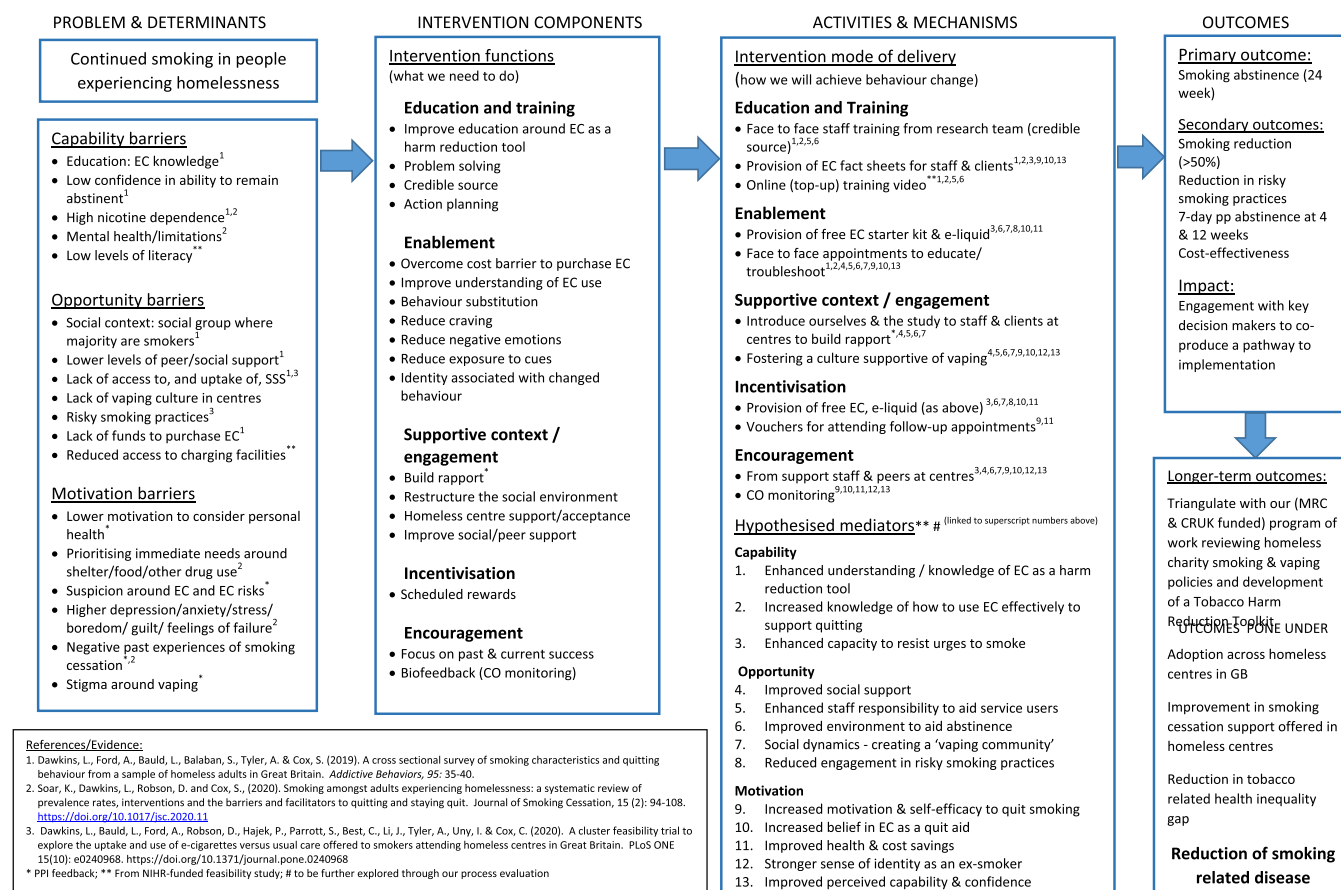 PROBLEM & DETERMINANTS
Continued smoking in people
experiencing homelessness
Capability barriers
• Education: EC knowledge1
• Low confidence in ability to remain
abstinent1
• High nicotine dependence1,2
• Mental health/limitations2
• Low levels of literacy**
Opportunity barriers
• Social context: social group where
majority are smokers1
• Lower levels of peer/social support1
• Lack of access to, and uptake of, SSS1,3
• Lack of vaping culture in centres
• Risky smoking practices3
• Lack of funds to purchase EC1
• Reduced access to charging facilities**
Motivation barriers
• Lower motivation to consider personal
health*
• Prioritising immediate needs around
shelter/food/other drug use2
• Suspicion around EC and EC risks*
• Higher depression/anxiety/stress/
boredom/ guilt/ feelings of failure2
• Negative past experiences of smoking
cessation*,2
• Stigma around vaping*
INTERVENTION COMPONENTS
Intervention functions
(what we need to do)
Education and training
• Improve education around EC as a
harm reduction tool
• Problem solving
• Credible source
• Action planning
Enablement
• Overcome cost barrier to purchase EC
• Improve understanding of EC use
• Behaviour substitution
• Reduce craving
• Reduce negative emotions
• Reduce exposure to cues
• Identity associated with changed
behaviour
Supportive context /
engagement
• Build rapport*
• Restructure the social environment
• Homeless centre support/acceptance
• Improve social/peer support
Incentivisation
• Scheduled rewards
Encouragement
• Focus on past & current success
• Biofeedback (CO monitoring)
ACTIVITIES & MECHANISMS
Intervention mode of delivery
(how we will achieve behaviour change)
Education and Training
• Face to face staff training from research team (credible
source)1,2,5,6
• Provision of EC fact sheets for staff & clients1,2,3,9,10,13
• Online (top-up) training video**1,2,5,6
Enablement
• Provision of free EC starter kit & e-liquid3,6,7,8,10,11
• Face to face appointments to educate/
troubleshoot1,2,4,5,6,7,9,10,13
Supportive context / engagement
• Introduce ourselves & the study to staff & clients at
centres to build rapport*,4,5,6,7
• Fostering a culture supportive of vaping4,5,6,7,9,10,12,13
Incentivisation
• Provision of free EC, e-liquid (as above) 3,6,7,8,10,11
• Vouchers for attending follow-up appointments9,11
Encouragement
• From support staff & peers at centres3,4,6,7,9,10,12,13
• CO monitoring9,10,11,12,13
Hypothesised mediators** # (linked to superscript numbers above)
Capability
1. Enhanced understanding / knowledge of EC as a harm
reduction tool
2. Increased knowledge of how to use EC effectively to
support quitting
3. Enhanced capacity to resist urges to smoke
Opportunity
4. Improved social support
5. Enhanced staff responsibility to aid service users
6. Improved environment to aid abstinence
7. Social dynamics - creating a ‘vaping community’
8. Reduced engagement in risky smoking practices
Motivation
9. Increased motivation & self-efficacy to quit smoking
10. Increased belief in EC as a quit aid
11. Improved health & cost savings
12. Stronger sense of identity as an ex-smoker
13. Improved perceived capability & confidence
OUTCOMES
Primary outcome:
Smoking abstinence (24
week)
Secondary outcomes:
Smoking reduction
(>50%)
Reduction in risky
smoking practices
7-day pp abstinence at 4
& 12 weeks
Cost-effectiveness
Impact:
Engagement with key
decision makers to co-
produce a pathway to
implementation
Longer-term outcomes:
Triangulate with our (MRC
& CRUK funded) program of
work reviewing homeless
charity smoking & vaping
policies and development
of a Tobacco Harm
Reduction Toolkit
UTCOMES PONE UNDER
Adoption across homeless
centres in GB
Improvement in smoking
cessation support offered in
homeless centres
Reduction in tobacco
related health inequality
gap
Reduction of smoking
related disease
References/Evidence:
1. Dawkins, L., Ford, A., Bauld, L., Balaban, S., Tyler, A. & Cox, S. (2019). A cross sectional survey of smoking characteristics and quitting
behaviour from a sample of homeless adults in Great Britain. Addictive Behaviors, 95: 35-40.
2. Soar, K., Dawkins, L., Robson, D. and Cox, S., (2020). Smoking amongst adults experiencing homelessness: a systematic review of
prevalence rates, interventions and the barriers and facilitators to quitting and staying quit. Journal of Smoking Cessation, 15 (2): 94-108.
https://doi.org/10.1017/jsc.2020.11
3. Dawkins, L., Bauld, L., Ford, A., Robson, D., Hajek, P., Parrott, S., Best, C., Li, J., Tyler, A., Uny, I. & Cox, C. (2020). A cluster feasibility trial to
explore the uptake and use of e-cigarettes versus usual care offered to smokers attending homeless centres in Great Britain. PLoS ONE
15(10): e0240968. https://doi.org/10.1371/journal.pone.0240968
* PPI feedback; ** From NIHR-funded feasibility study; # to be further explored through our process evaluation